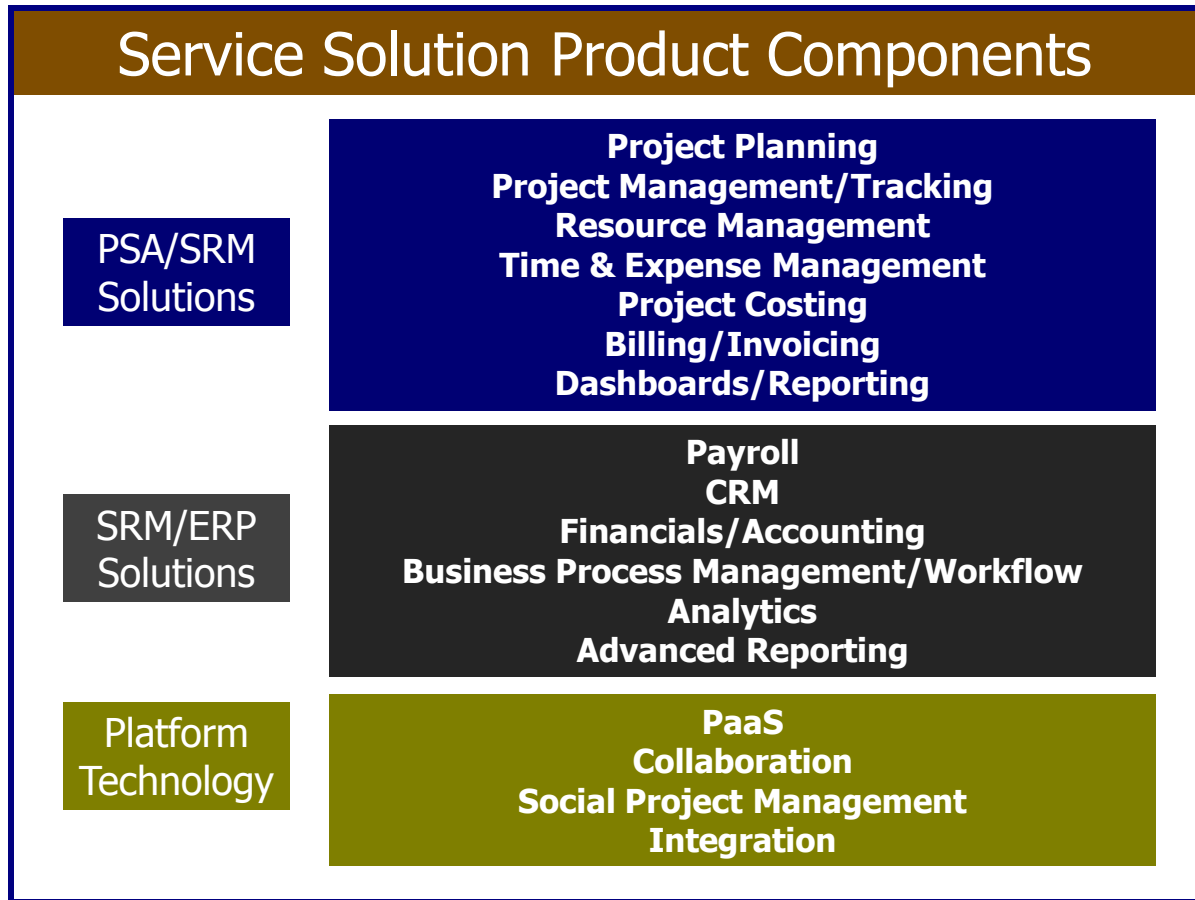 Service Solution Product Components
PSA/SRM
Solutions
Project Planning
Project Management/Tracking
Resource Management
Time & Expense Management
Project Costing
Billing/Invoicing
Dashboards/Reporting
SRM/ERP
Solutions
Payroll
CRM
Financials/Accounting
Business Process Management/Workflow
Analytics
Advanced Reporting
Platform
Technology
PaaS
Collaboration
Social Project Management
Integration